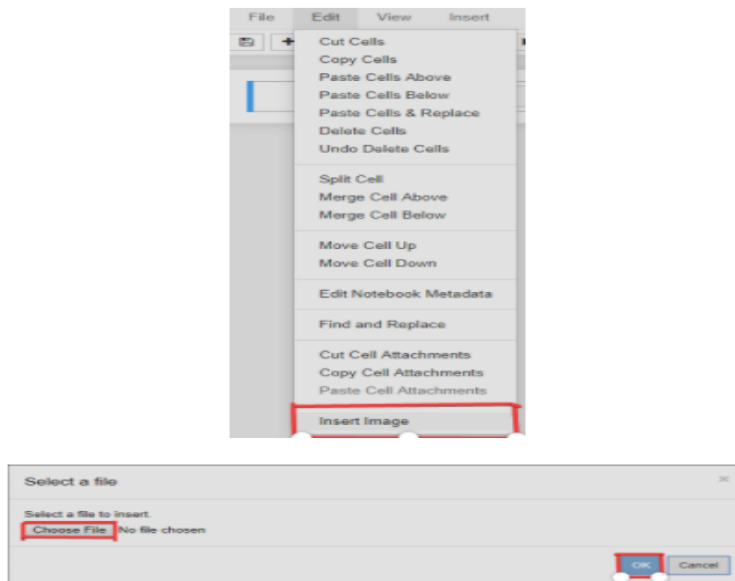 File Edit View Insert
Cut Cells
Copy Cells
Paste Cells Above
Paste Cells Below
Paste Cells & Replace
Delete Cells
Undo Delete Cells
Split Cell
Merge Cell Above
Merge Cell Below
Move Cell Up
Move Cell Down
Edit Notebook Metadata
Find and Replace
Cut Cell Attachments
Copy Cell Attachments
Paste Cell Attachments
Insert Image
Select a file ×
Select a file to insert.
Choose File No file chosen
OK Cancel